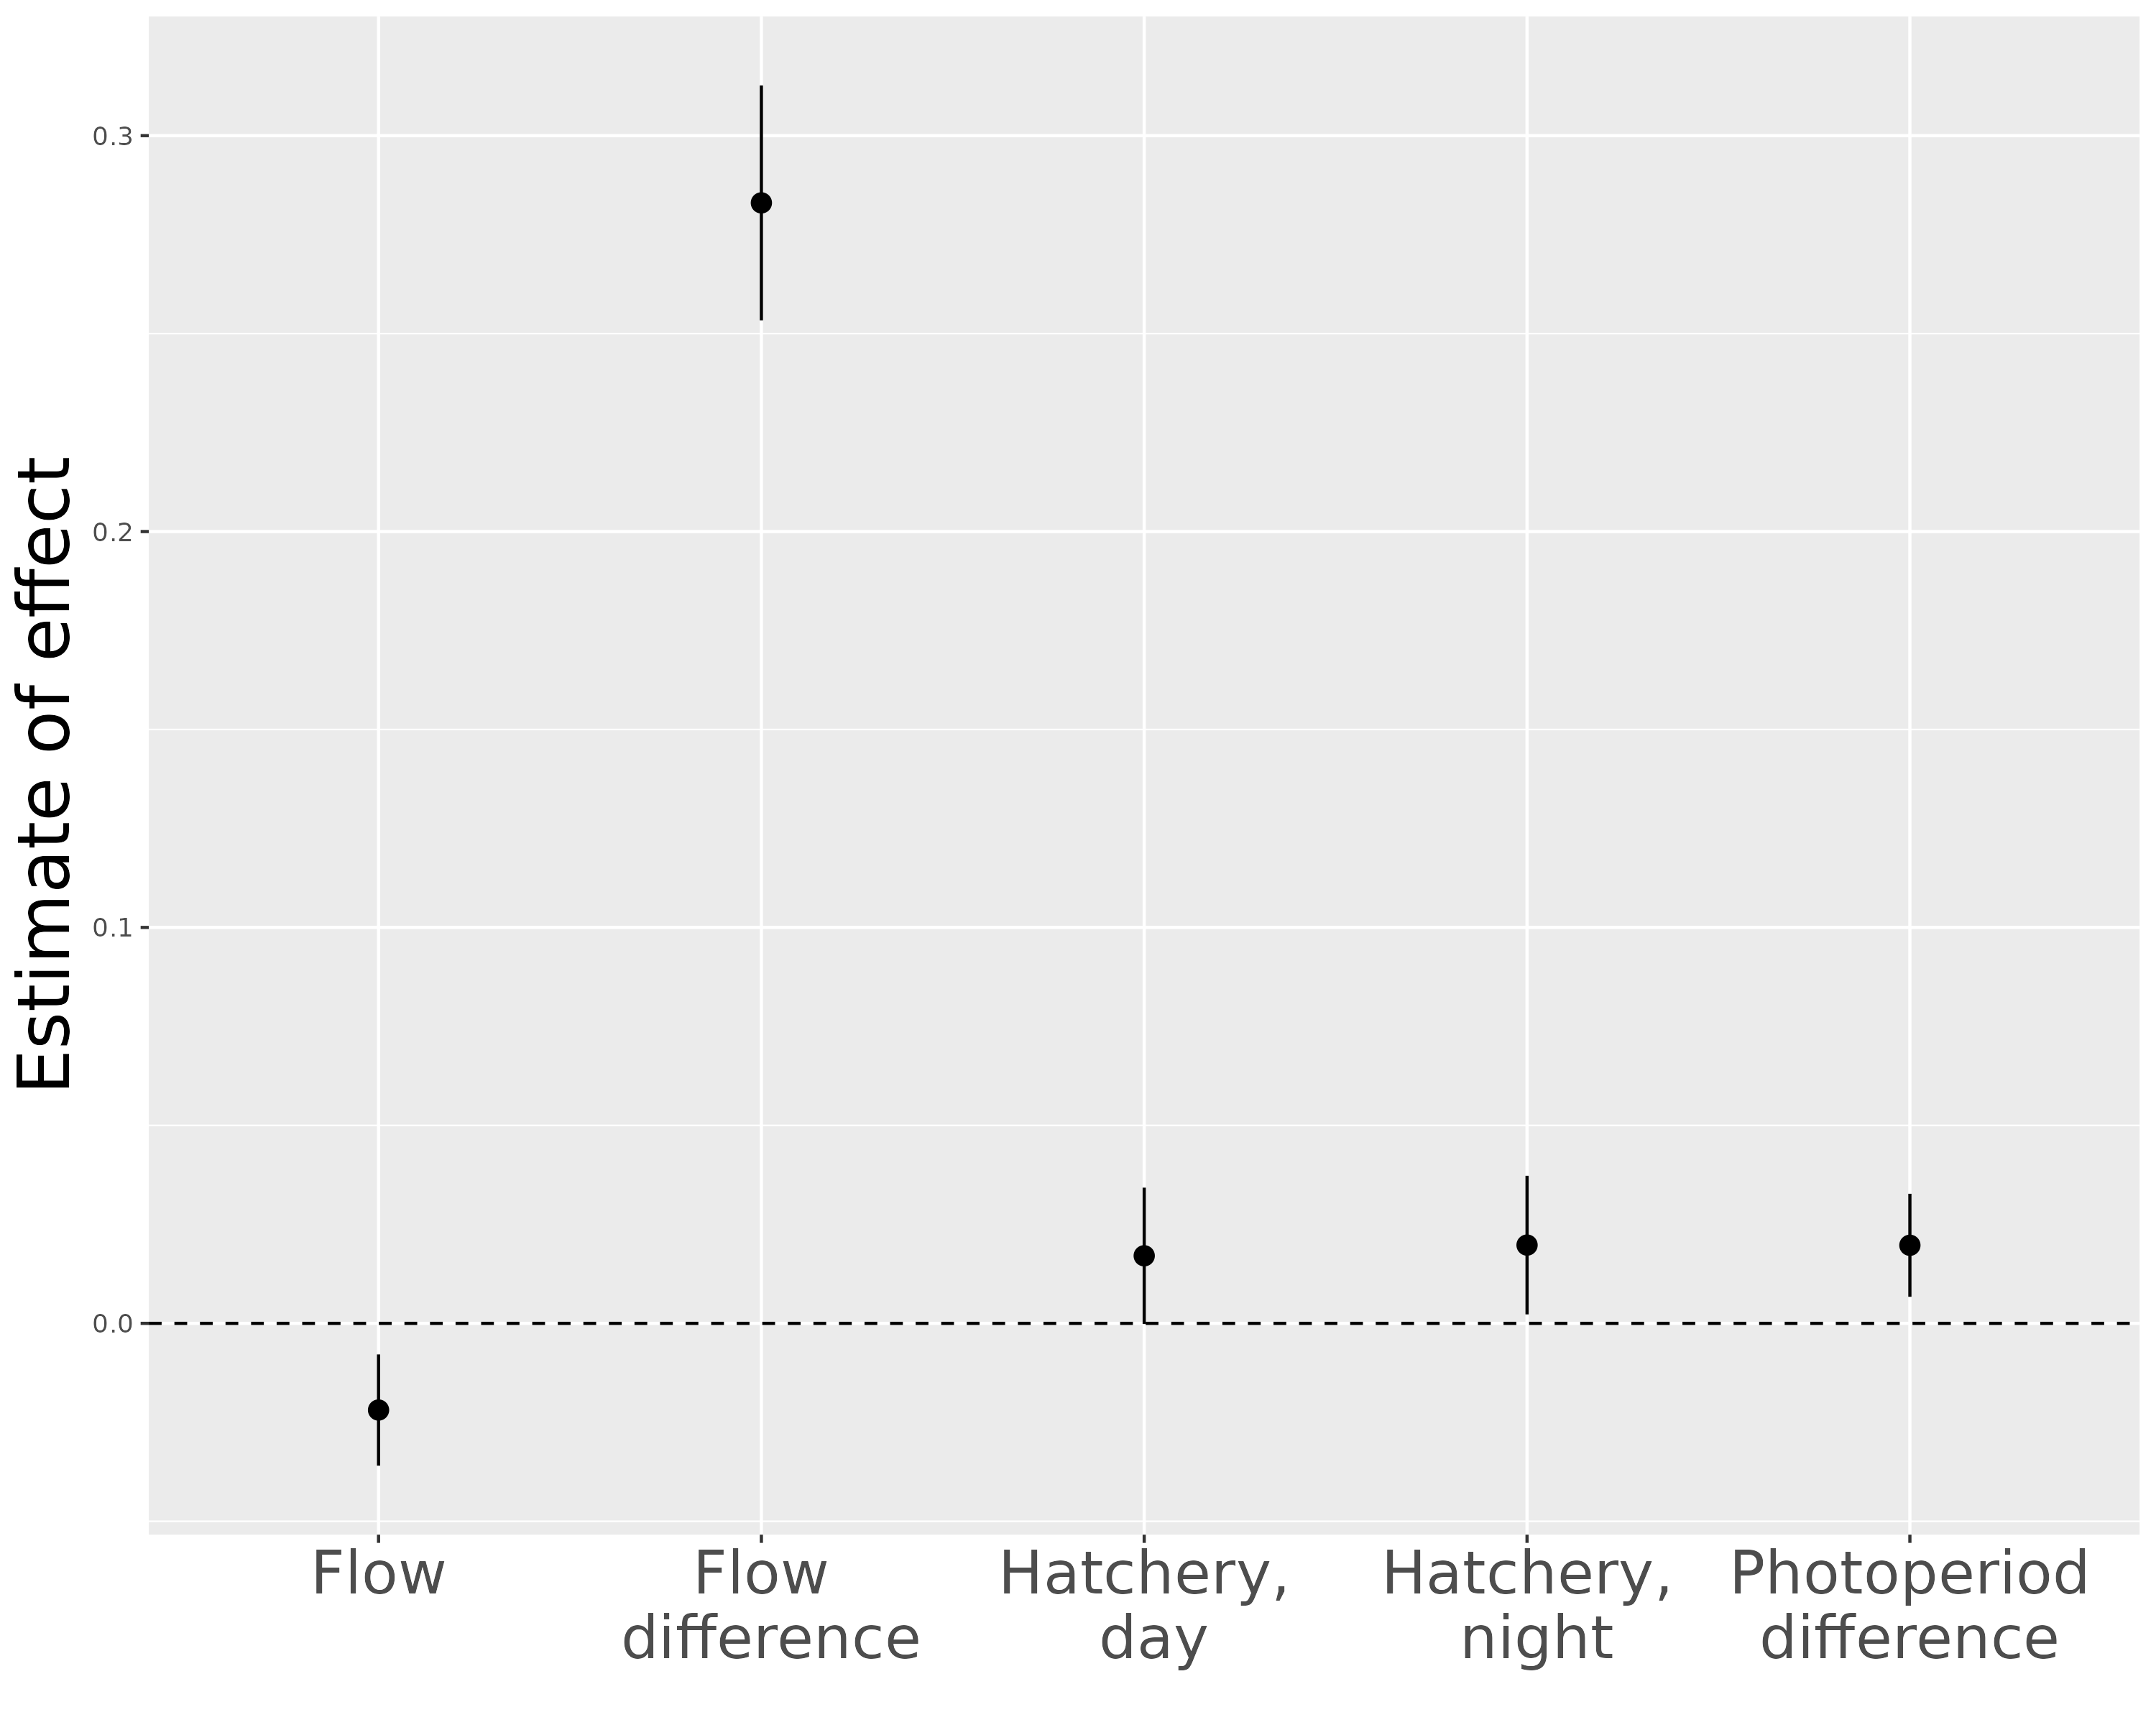 Estimate of effect
0.3
0.2
0.1
0.0
Flow
Flow
difference
Hatchery,
day
Hatchery,
night
Photoperiod
difference